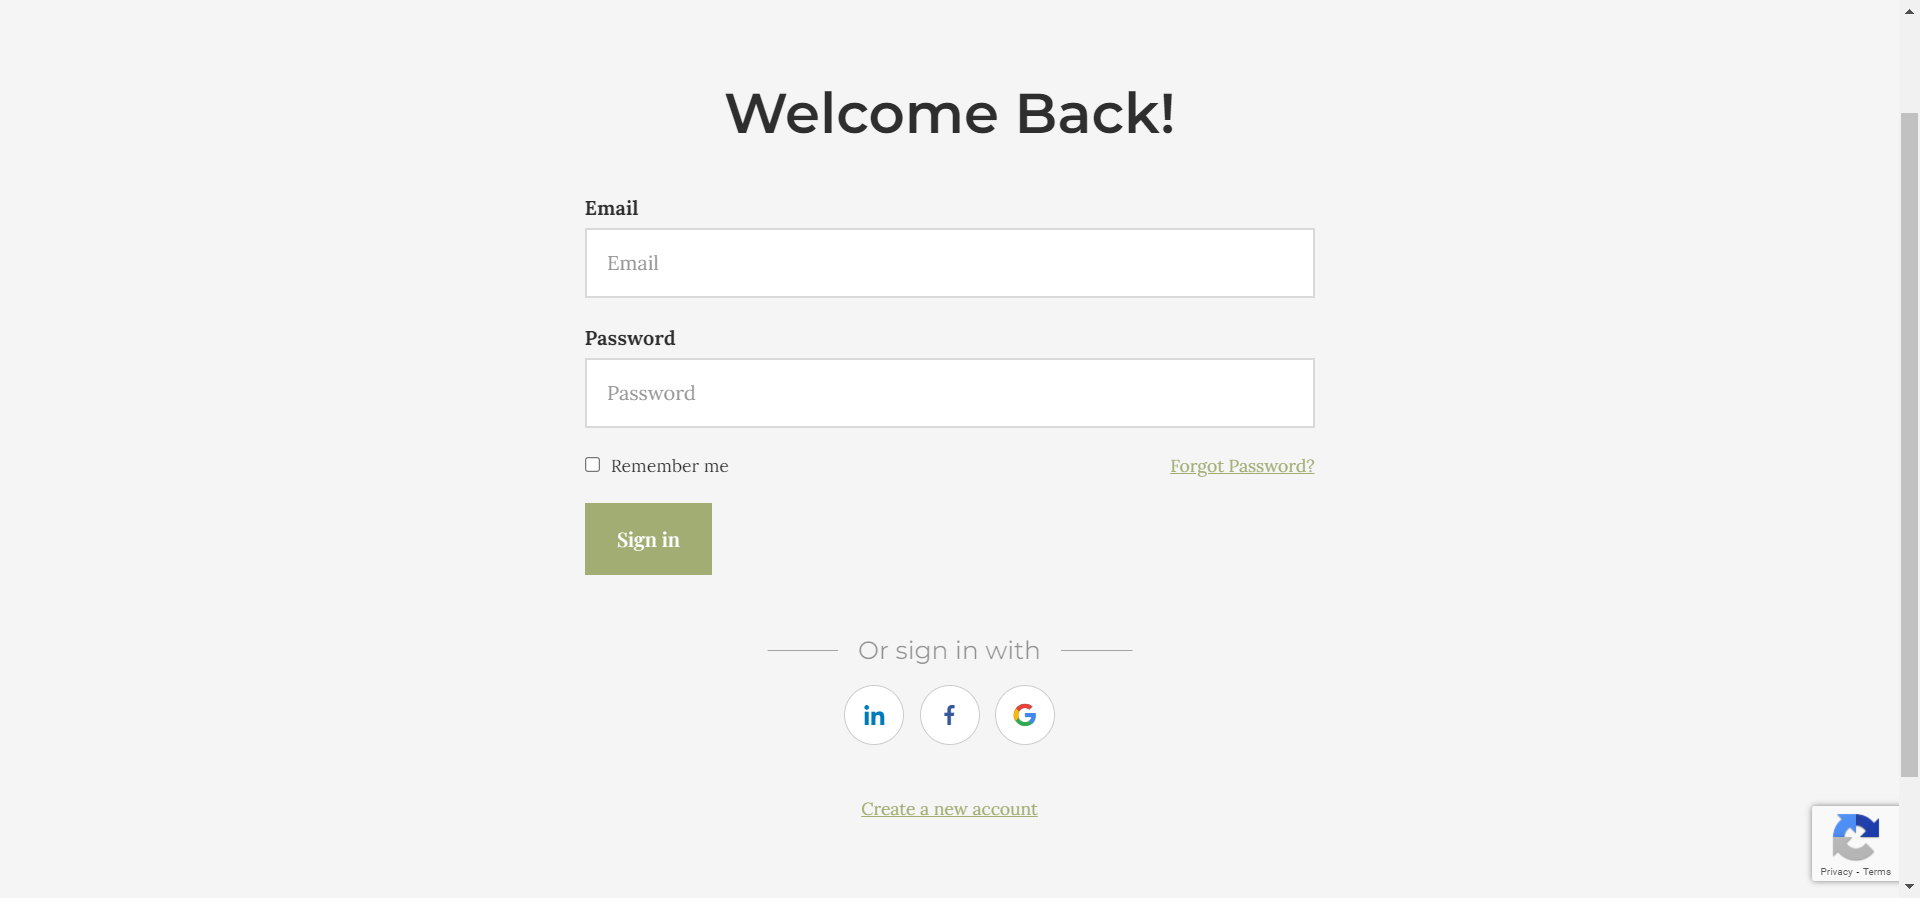 Welcome Back!
Email
Email
Password
Password
Remember me
Forgot Password?
Sign in
Or sign in with
in
f
G
Create a new account
Privacy - Terms